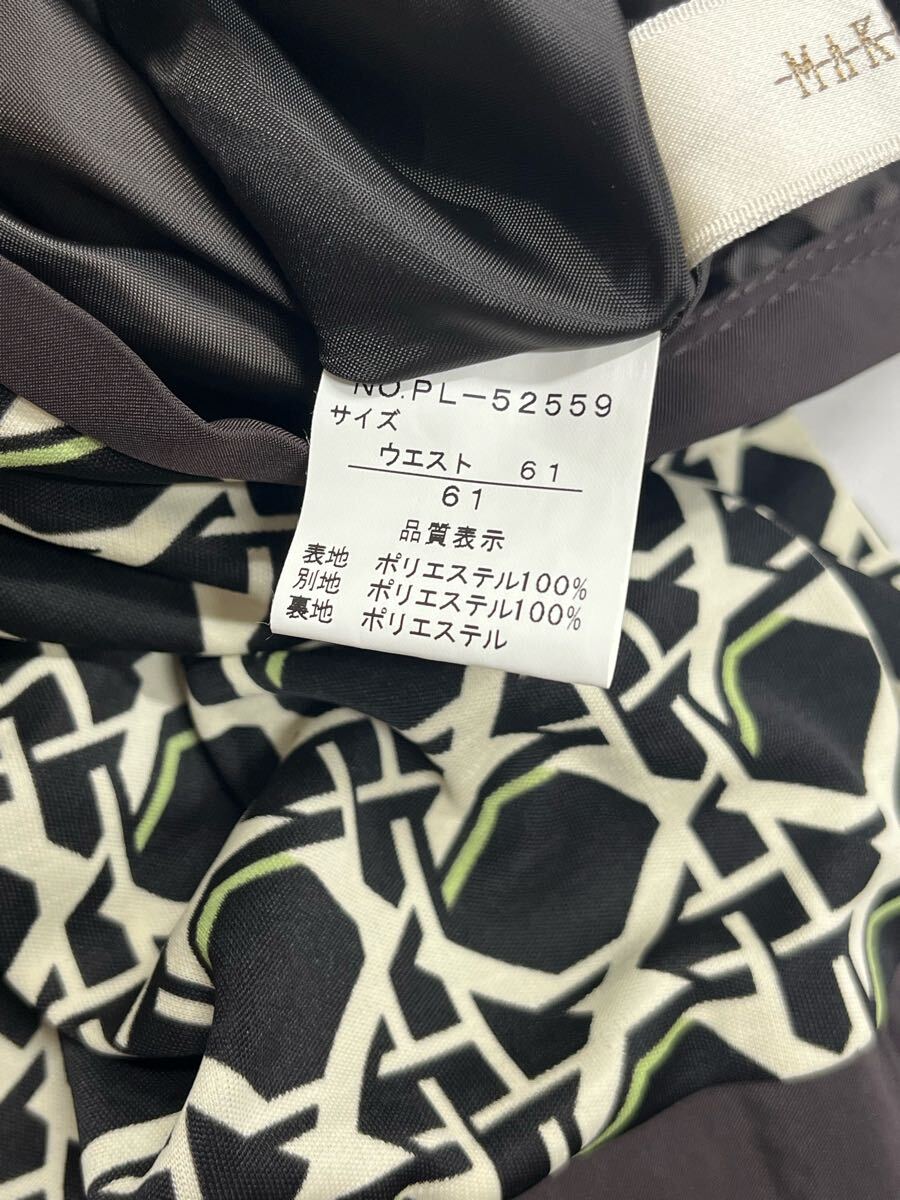 MAK
NO.PL-52559
サイズ
ウエスト 61
61
品質表示
表地 ポリエステル100%
別地 ポリエステル100%
裏地 ポリエステル